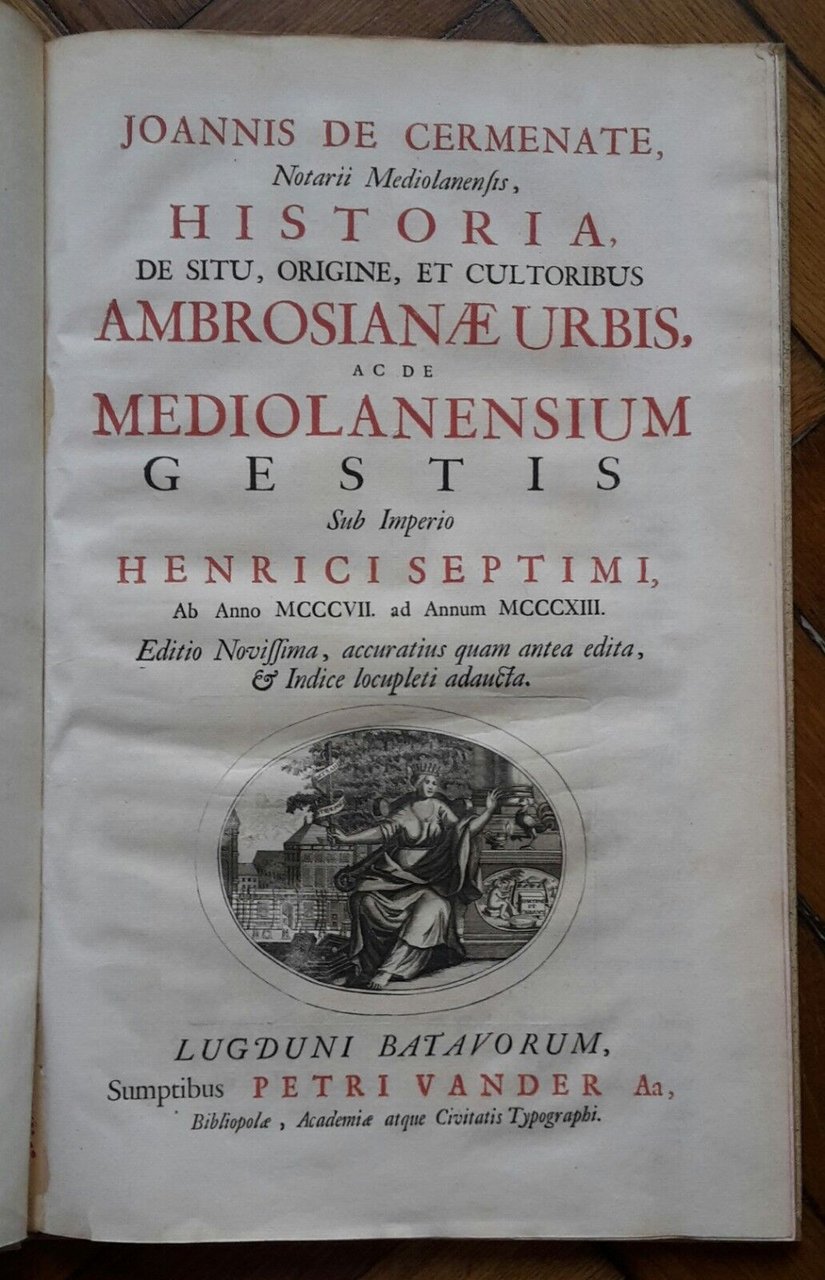 JOANNIS DE CERMENATE,
Notarii Mediolanenſis,
HISTORIA,
DE SITU, ORIGINE, ET CULTORIBUS
AMBROSIANÆ URBIS,
AC DE
MEDIOLANENSIUM
GESTIS
Sub Imperio
HENRICI SEPTIMI,
Ab Anno MCCCVII. ad Annum MCCCXIII.
Editio Noviſſima, accuratius quam antea edita,
& Indice locupleti adaucta.
LUGDUNI BATAVORUM,
Sumptibus PETRI VANDER Aa,
Bibliopolæ, Academiæ atque Civitatis Typographi.